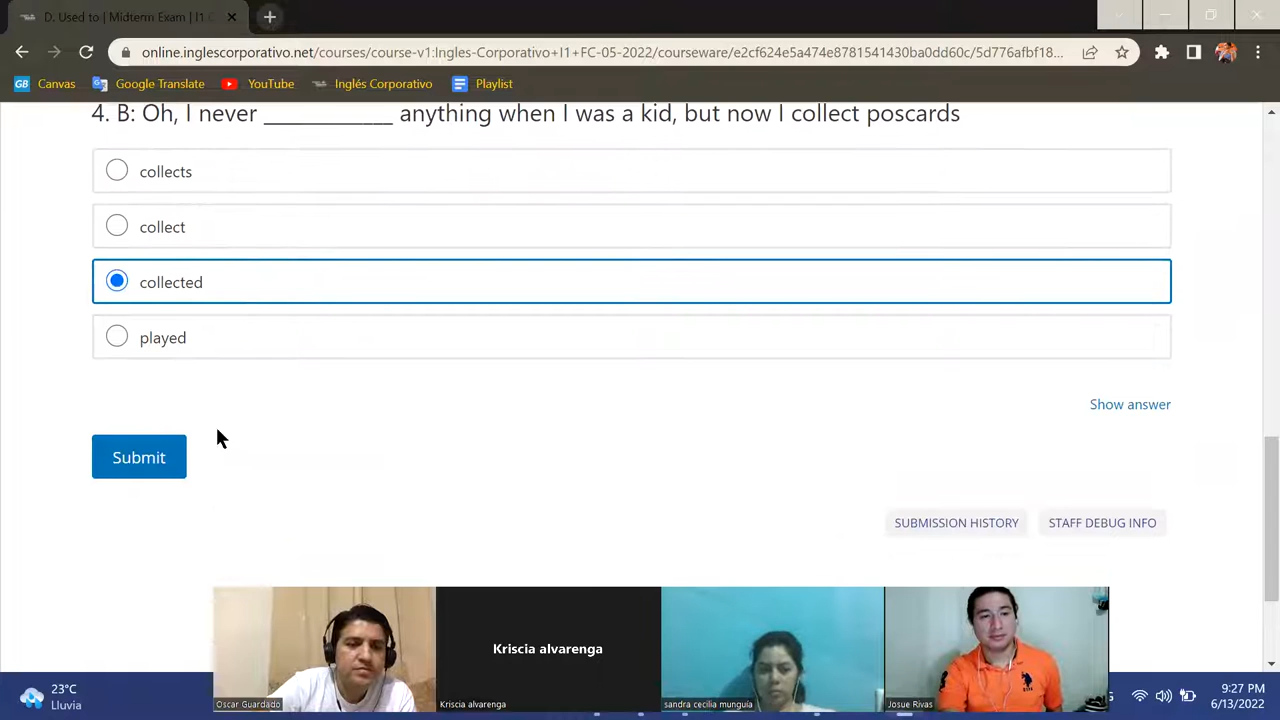 D. Used to | Midterm Exam | I1
online.inglescorporativo.net/courses/course-v1:Ingles-Corporativo+I1+FC-05-2022/courseware/e2cf624e5a474e8781541430ba0dd60c/5d776afbf18...
GB Canvas Google Translate YouTube Inglés Corporativo Playlist
4. B: Oh, I never ____________ anything when I was a kid, but now I collect poscards
collects
collect
collected
played
Show answer
Submit
SUBMISSION HISTORY STAFF DEBUG INFO
Kriscia alvarenga
Oscar Guardado Kriscia alvarenga sandra cecilia munguía Josue Rivas
23°C
Lluvia
9:27 PM
6/13/2022